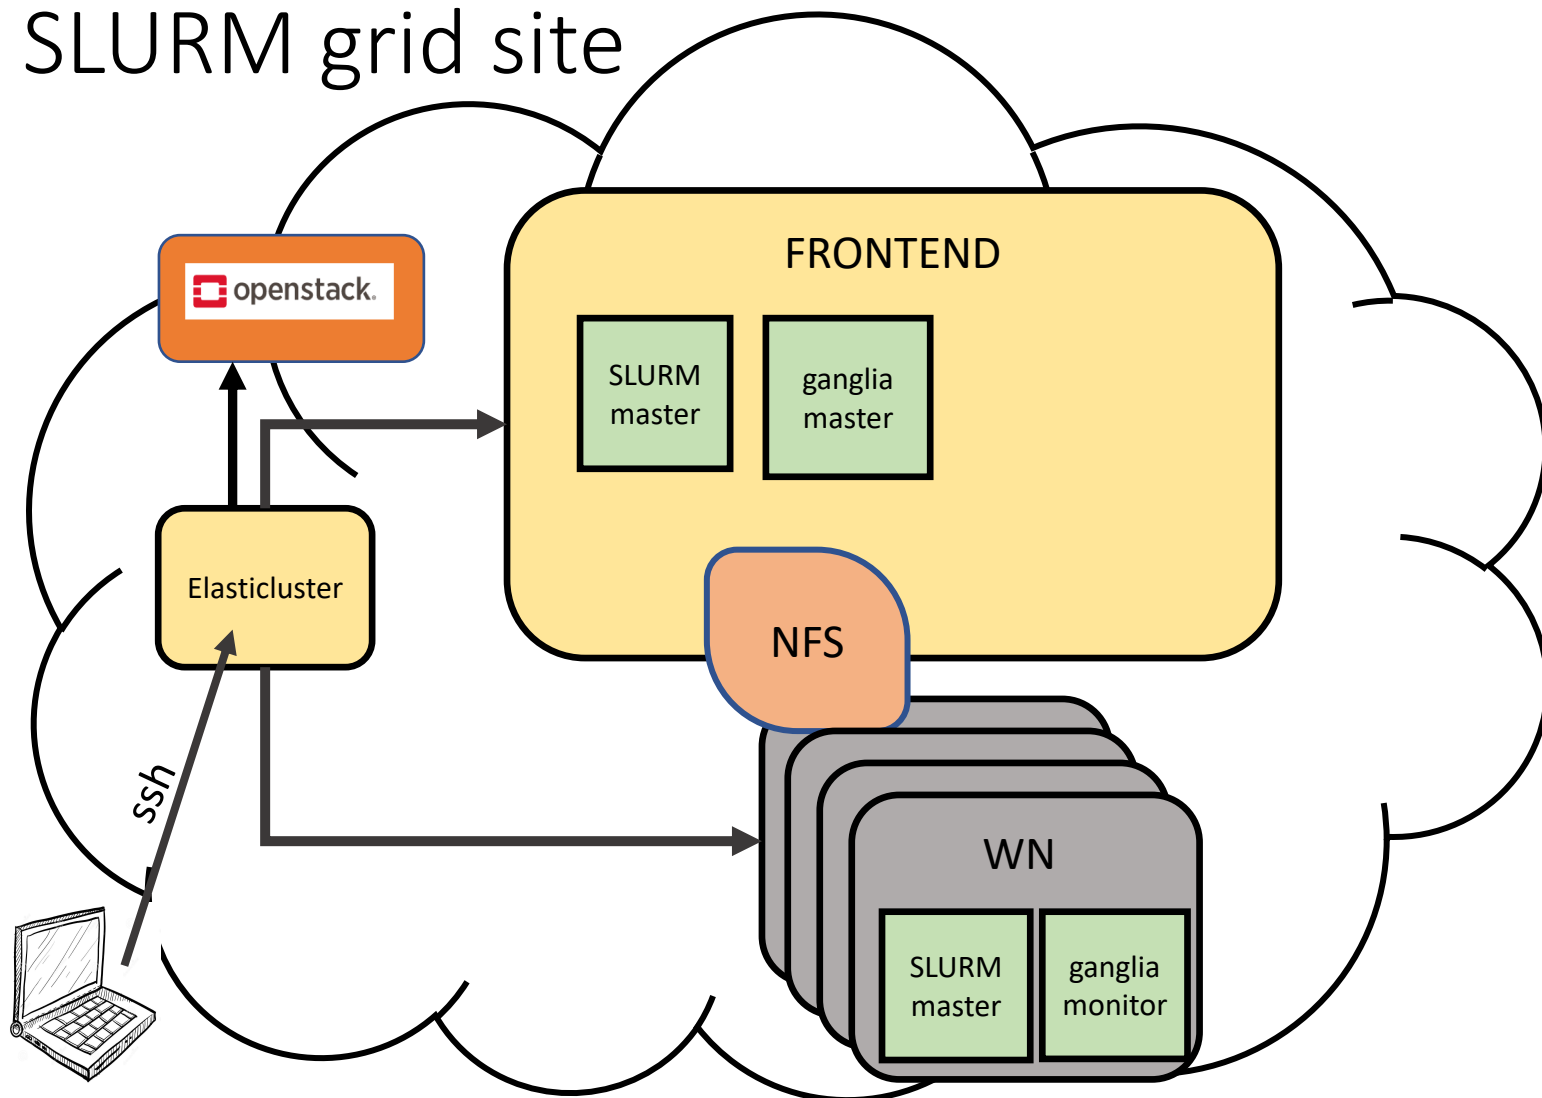 SLURM grid site
openstack.
FRONTEND
SLURM
master
ganglia
master
Elasticluster
NFS
ssh
WN
SLURM
master
ganglia
monitor